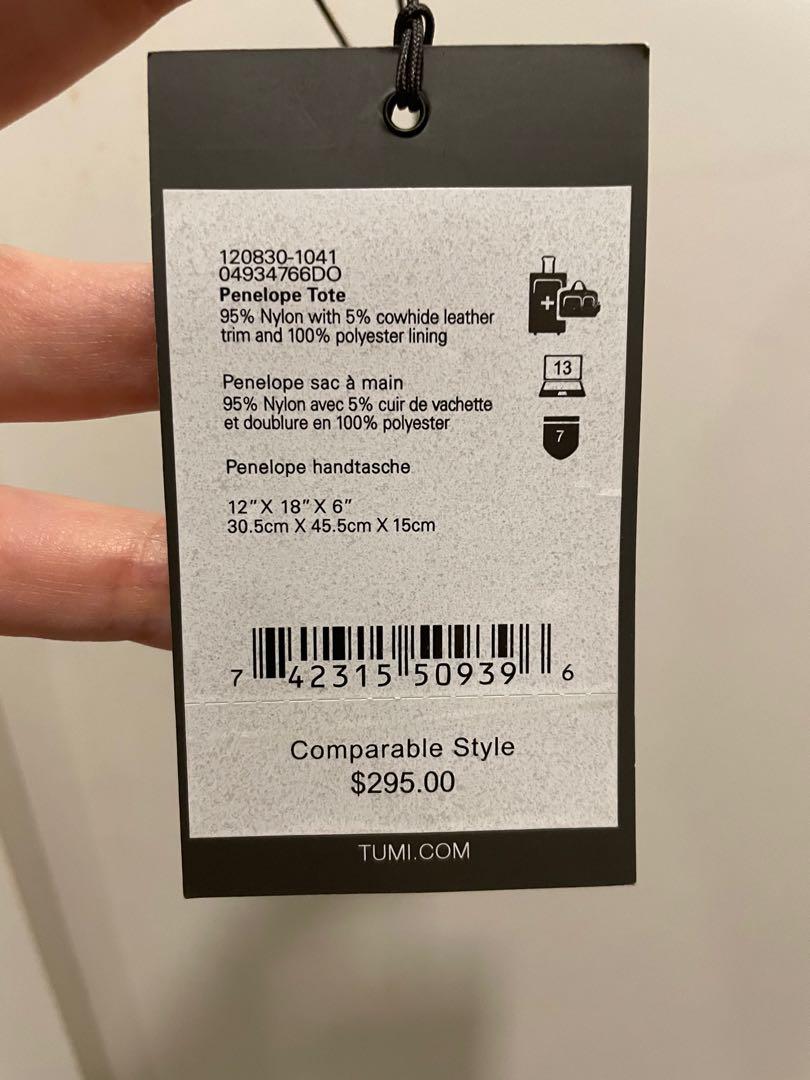 120830-1041
04934766DO
Penelope Tote
95% Nylon with 5% cowhide leather
trim and 100% polyester lining
13
Penelope sac à main
95% Nylon avec 5% cuir de vachette
et doublure en 100% polyester
7
Penelope handtasche
12" X 18" X 6"
30.5cm X 45.5cm X 15cm
7 42315 50939 6
Comparable Style
$295.00
TUMI.COM